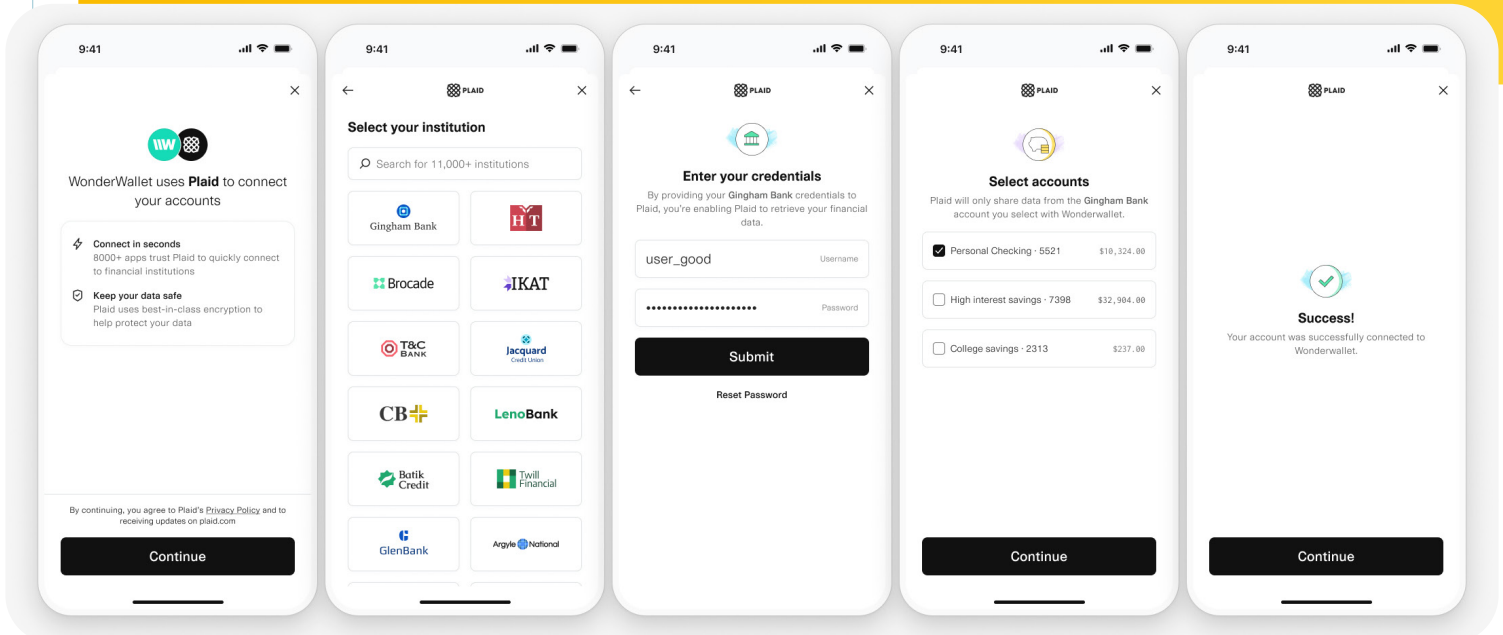 9:41
WonderWallet uses Plaid to connect
your accounts
Connect in seconds
8000+ apps trust Plaid to quickly connect
to financial institutions
Keep your data safe
Plaid uses best-in-class encryption to
help protect your data
By continuing, you agree to Plaid's Privacy Policy and to
receiving updates on plaid.com
Continue
9:41
PLAID
Select your institution
Search for 11,000+ institutions
Gingham Bank
HT
Brocade
IKAT
T&C
BANK
Jacquard
Credit Union
CB
LenoBank
Batik
Credit
Twill
Financial
GlenBank
Argyle National
9:41
PLAID
Enter your credentials
By providing your Gingham Bank credentials to
Plaid, you're enabling Plaid to retrieve your financial
data.
user_good Username
•••••••••••••••••••• Password
Submit
Reset Password
9:41
PLAID
Select accounts
Plaid will only share data from the Gingham Bank
account you select with Wonderwallet.
Personal Checking · 5521 $10,324.00
High interest savings · 7398 $32,904.00
College savings · 2313 $237.00
Continue
9:41
PLAID
Success!
Your account was successfully connected to
Wonderwallet.
Continue